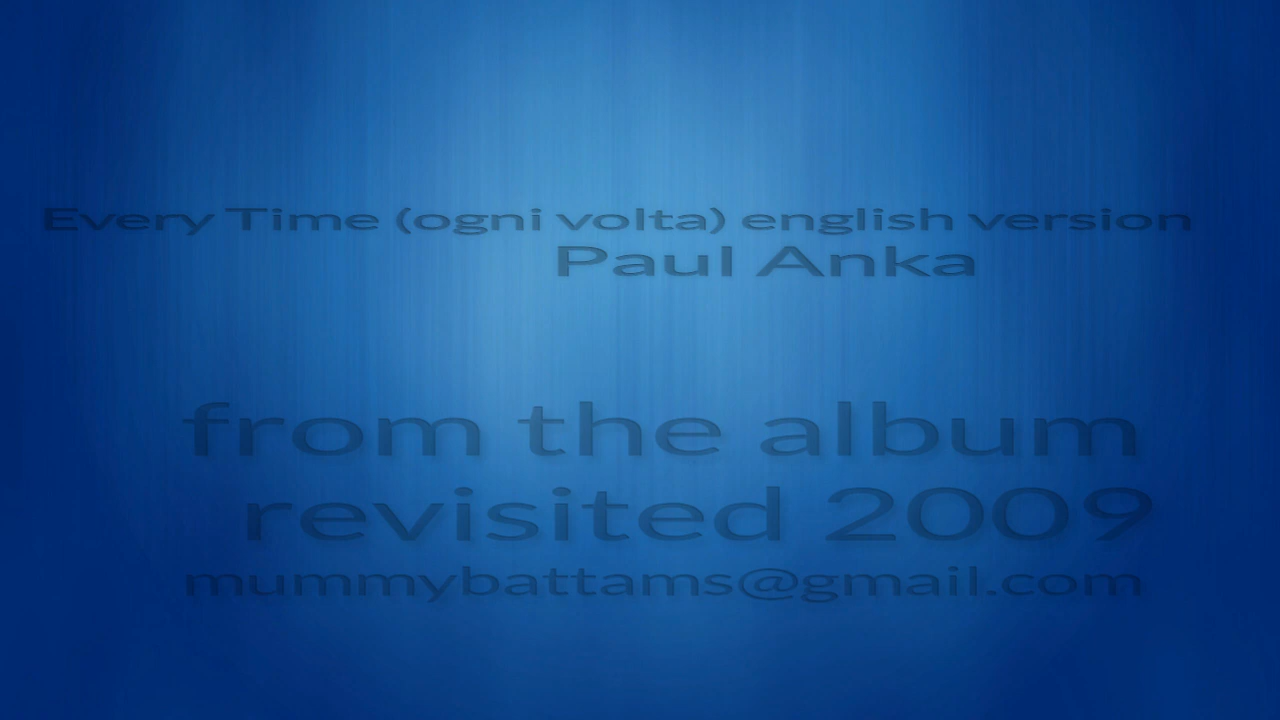 Every Time (ogni volta) english version
Paul Anka
from the album
revisited 2009
mummybattams@gmail.com